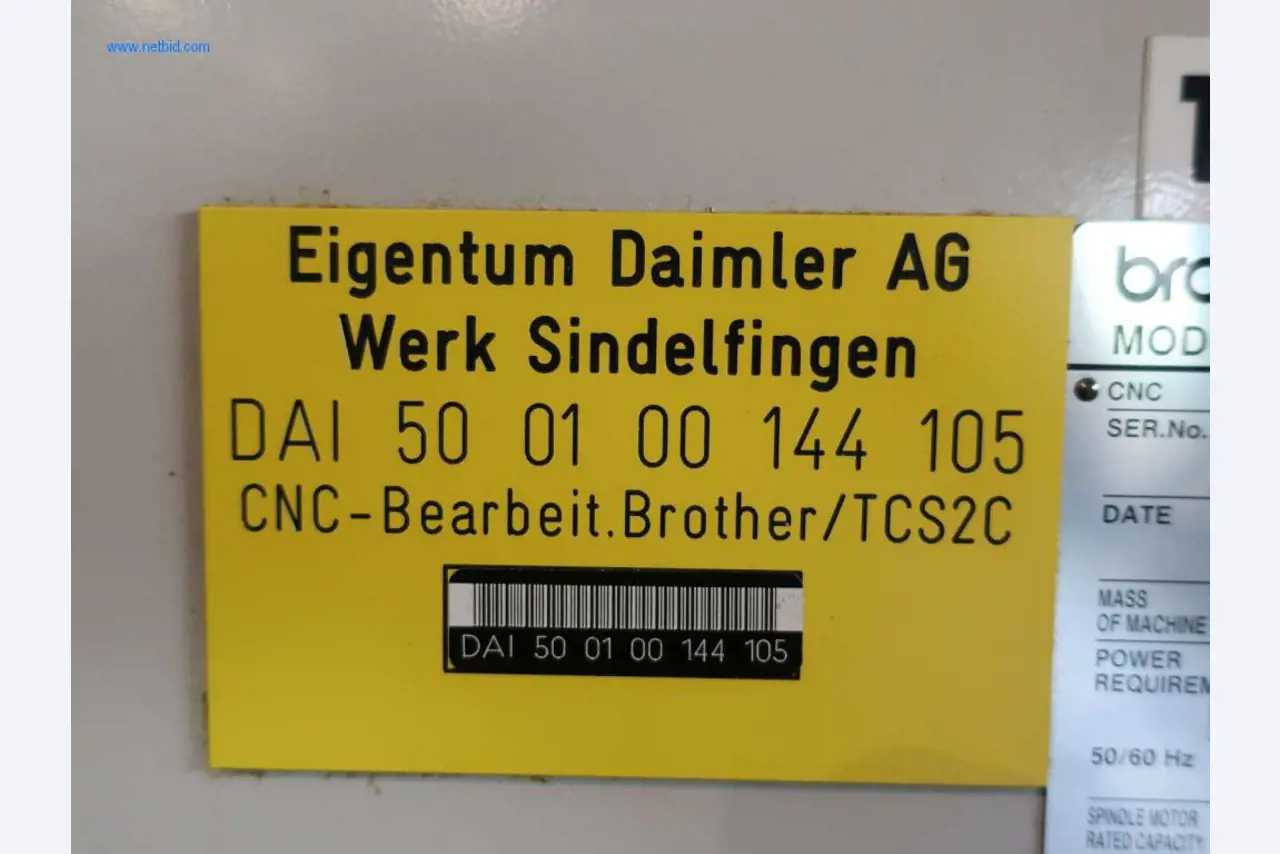 www.netbid.com
Eigentum Daimler AG
Werk Sindelfingen
DAI 50 01 00 144 105
CNC-Bearbeit.Brother/TCS2C
DAI 50 01 00 144 105
CNC
SER.No.
DATE
MASS
OF MACHINE
POWER
50/60 Hz
SPINDLE MOTOR
RATED CAPACITY